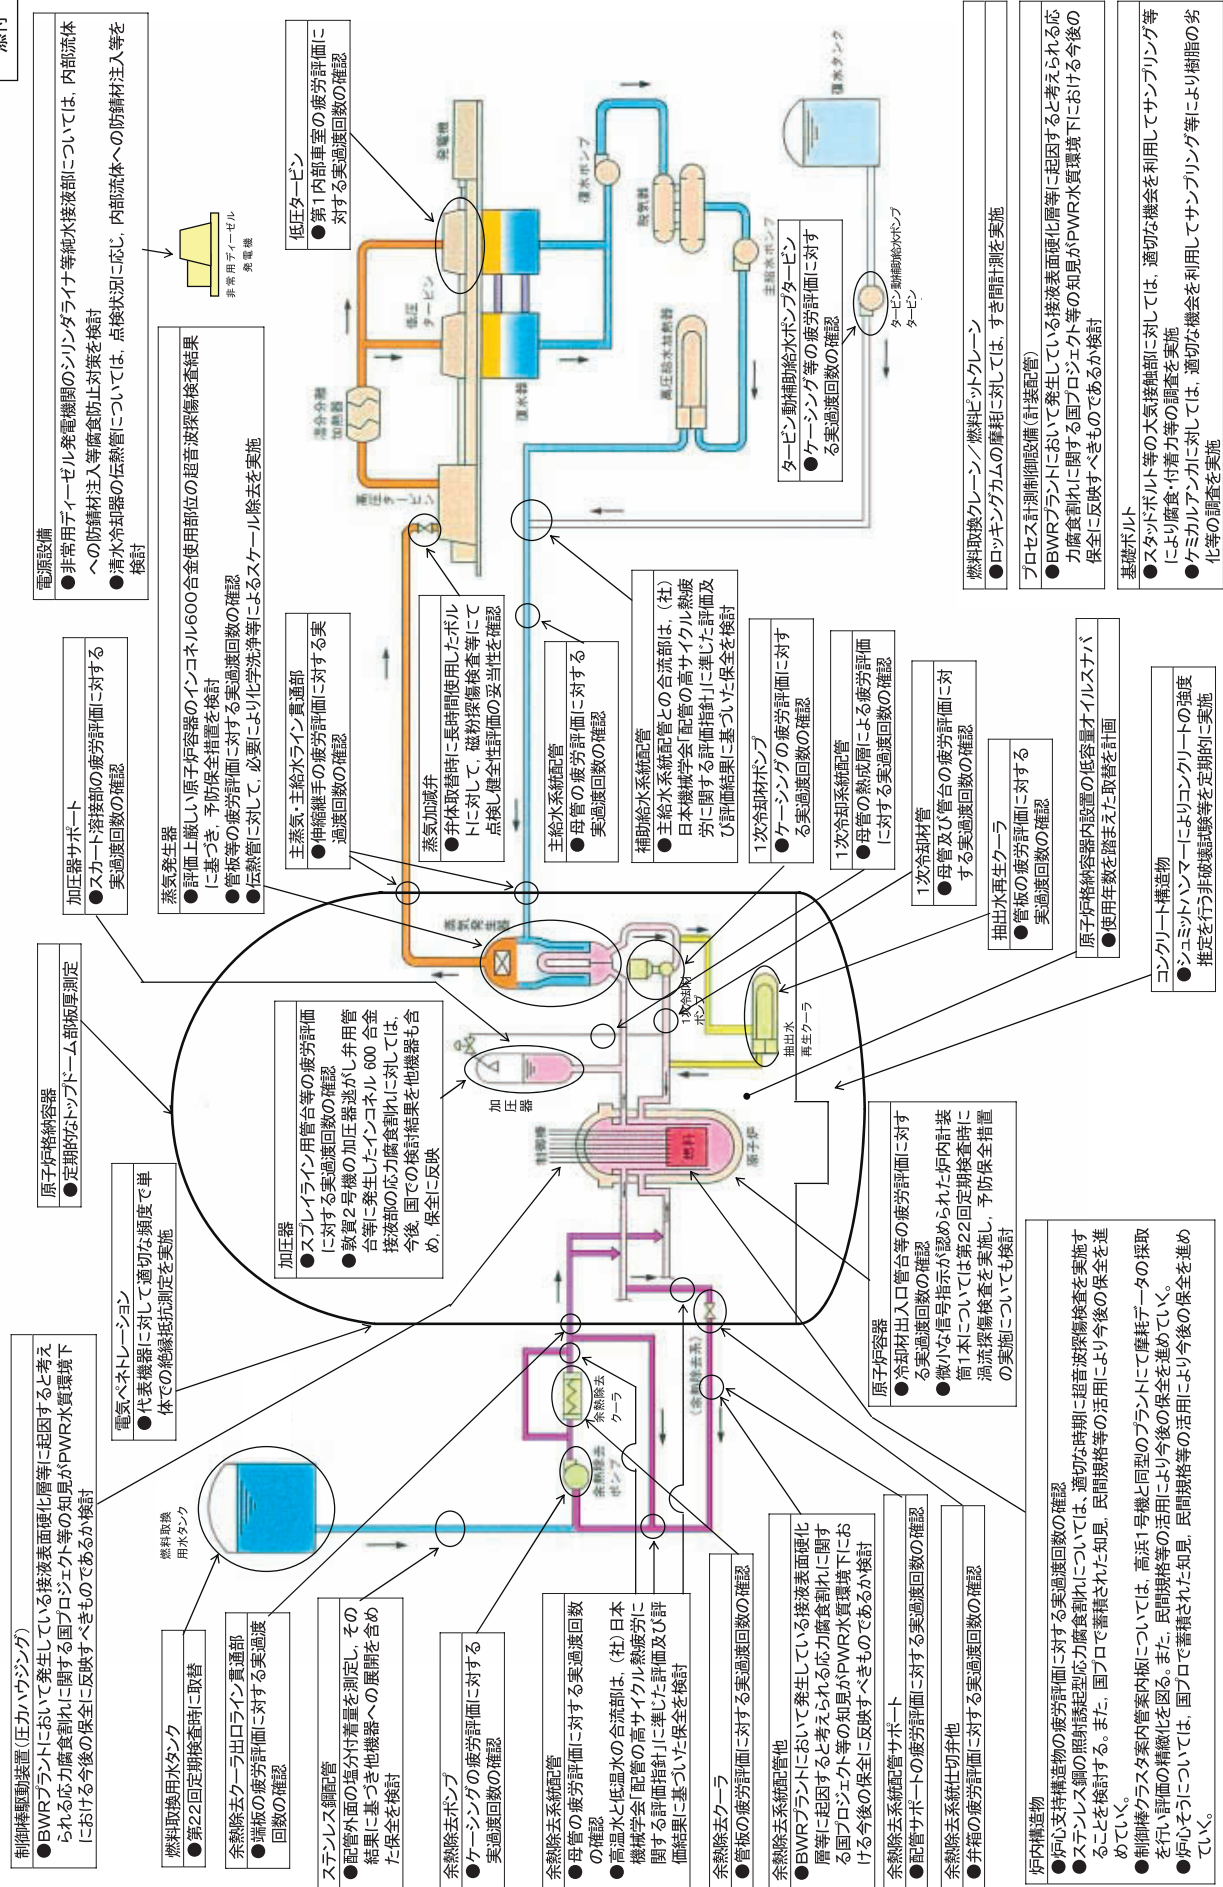 添付
制御棒駆動装置(圧力ハウジング)
●BWRプラントにおいて発生している接液表面硬化層等に起因すると考え
られる応力腐食割れに関する国プロジェクト等の知見がPWR水質環境下
における今後の保全に反映すべきものであるか検討
電気ペネトレーション
●代表機器に対して適切な頻度で単
体での絶縁抵抗測定を実施
原子炉格納容器
●定期的なトップドーム部板厚測定
加圧器サポート
●スカート溶接部の疲労評価に対する
実過渡回数の確認
電源設備
●非常用ディーゼル発電機関のシリンダライナ等純水接液部については、内部流体
への防錆材注入等腐食防止対策を検討
●清水冷却器の伝熱管については、点検状況に応じ、内部流体への防錆材注入等を
検討
非常用ディーゼル
発電機
蒸気発生器
●評価上厳しい原子炉容器のインコネル600合金使用部位の超音波探傷検査結果
に基づき、予防保全措置を検討
●管板等の疲労評価に対する実過渡回数の確認
●伝熱管に対して、必要により化学洗浄等によるスケール除去を実施
低圧タービン
●第1内部車室の疲労評価に
対する実過渡回数の確認
主蒸気・主給水ライン貫通部
●伸縮継手の疲労評価に対する実
過渡回数の確認
燃料取換用水タンク
●第22回定期検査時に取替
燃料取換
用水タンク
余熱除去クーラ出口ライン貫通部
●端板の疲労評価に対する実過渡
回数の確認
加圧器
●スプレイライン用管台等の疲労評価
に対する実過渡回数の確認
●敦賀2号機の加圧器逃がし弁用管
台等に発生したインコネル 600 合金
接液部の応力腐食割れに対しては、
今後、国での検討結果を他機器も含
め、保全に反映
蒸気加減弁
●弁体取替時に長時間使用したボル
トに対して、磁粉探傷検査等にて
点検し健全性評価の妥当性を確認
湿分分離
加熱器
高圧タービン
低圧
タービン
発電機
復水器
復水ポンプ
脱気器
主給水ポンプ
高圧給水加熱器
復水タンク
タービン動補助給水ポンプ
タービン
蒸気発生器
加
圧
器
1次冷却材
ポンプ
抽出水
再生クーラ
制御棒
燃料
原子炉
余熱除去
クーラ
余熱除去
ポンプ
(余熱除去系)
主給水系統配管
●母管の疲労評価に対する
実過渡回数の確認
タービン動補助給水ポンプタービン
●ケーシング等の疲労評価に対す
る実過渡回数の確認
ステンレス鋼配管
●配管外面の塩分付着量を測定し、その
結果に基づき他機器への展開を含め
た保全を検討
補助給水系統配管
●主給水系統配管との合流部は、(社)
日本機械学会「配管の高サイクル熱疲
労に関する評価指針」に準じた評価及
び評価結果に基づいた保全を検討
余熱除去ポンプ
●ケーシングの疲労評価に対する
実過渡回数の確認
1次冷却材ポンプ
●ケーシングの疲労評価に対す
る実過渡回数の確認
余熱除去系統配管
●母管の疲労評価に対する実過渡回数
の確認
●高温水と低温水の合流部は、(社)日本
機械学会「配管の高サイクル熱疲労に
関する評価指針」に準じた評価及び評
価結果に基づいた保全を検討
1次冷却系統配管
●母管の熱成層による疲労評価
に対する実過渡回数の確認
1次冷却材管
●母管及び管台の疲労評価に対
する実過渡回数の確認
余熱除去クーラ
●管板の疲労評価に対する実過渡回数の確認
抽出水再生クーラ
●管板の疲労評価に対する
実過渡回数の確認
余熱除去系統配管他
●BWRプラントにおいて発生している接液表面硬化
層等に起因すると考えられる応力腐食割れに関す
る国プロジェクト等の知見がPWR水質環境下にお
ける今後の保全に反映すべきものであるか検討
原子炉容器
●冷却材出入口管台等の疲労評価に対す
る実過渡回数の確認
●微小な信号指示が認められた炉内計装
筒1本については第22回定期検査時に
渦流探傷検査を実施し、予防保全措置
の実施についても検討
余熱除去系統配管サポート
●配管サポートの疲労評価に対する実過渡回数の確認
余熱除去系統仕切弁他
●弁箱の疲労評価に対する実過渡回数の確認
原子炉格納容器内設置の低容量オイルスナバ
●使用年数を踏まえた取替を計画
コンクリート構造物
●シュミットハンマーによりコンクリートの強度
推定を行う非破壊試験等を定期的に実施
燃料取換クレーン/燃料ピットクレーン
●ロッキングカムの摩耗に対しては、すき間計測を実施
プロセス計測制御設備(計装配管)
●BWRプラントにおいて発生している接液表面硬化層等に起因すると考えられる応
力腐食割れに関する国プロジェクト等の知見がPWR水質環境下における今後の
保全に反映すべきものであるか検討
基礎ボルト
●スタッドボルト等の大気接触部に対しては、適切な機会を利用してサンプリング等
により腐食・付着力等の調査を実施
●ケミカルアンカに対しては、適切な機会を利用してサンプリング等により樹脂の劣
化等の調査を実施
炉内構造物
●炉心支持構造物の疲労評価に対する実過渡回数の確認
●ステンレス鋼の照射誘起型応力腐食割れについては、適切な時期に超音波探傷検査を実施す
ることを検討する。また、国プロで蓄積された知見、民間規格等の活用により今後の保全を進
めていく。
●制御棒クラスタ案内管案内板については、高浜1号機と同型のプラントにて摩耗データの採取
を行い評価の精緻化を図る。また、民間規格等の活用により今後の保全を進めていく。
●炉心そうについては、国プロで蓄積された知見、民間規格等の活用により今後の保全を進め
ていく。